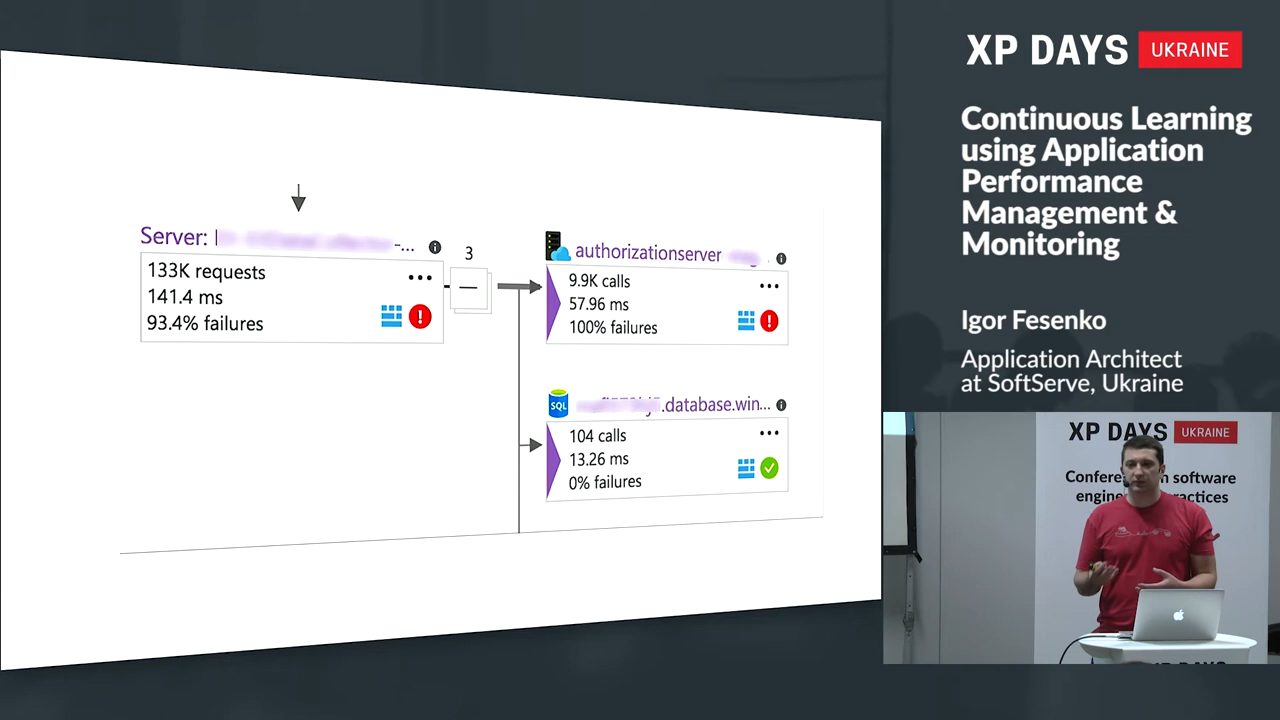 XP DAYS UKRAINE
Continuous Learning
using Application
Performance
Management &
Monitoring
Igor Fesenko
Application Architect
at SoftServe, Ukraine
Server:
-...
3
133K requests
141.4 ms
93.4% failures
authorizationserver
9.9K calls
57.96 ms
100% failures
SQL
.database.win...
104 calls
13.26 ms
0% failures
XP DAYS UKRAINE
software